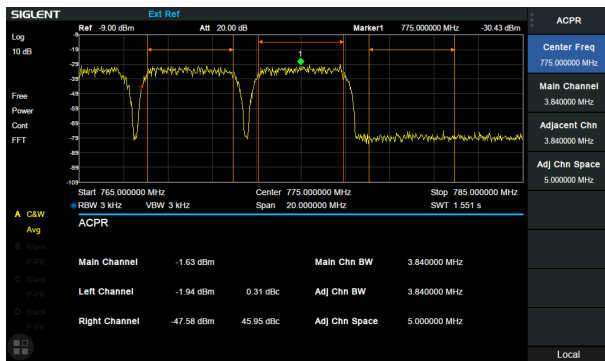 SIGLENT Ext Ref
Ref -9.00 dBm Att 20.00 dB Marker1 775.000000 MHz -30.43 dBm
ACPR
Log
10 dB
Free
Power
Cont
FFT
-9
-19
-29
-39
-49
-59
-69
-79
-89
-99
-109
1
Start 765.000000 MHz Center 775.000000 MHz Stop 785.000000 MHz
RBW 3 kHz VBW 3 kHz Span 20.000000 MHz SWT 1.551 s
A C&W
Avg
B Blank
P-PK
C Blank
P-PK
D Blank
P-PK
ACPR
Main Channel -1.63 dBm Main Chn BW 3.840000 MHz
Left Channel -1.94 dBm 0.31 dBc Adj Chn BW 3.840000 MHz
Right Channel -47.58 dBm 45.95 dBc Adj Chn Space 5.000000 MHz
Center Freq
775.000000 MHz
Main Channel
3.840000 MHz
Adjacent Chn
3.840000 MHz
Adj Chn Space
5.000000 MHz
Local